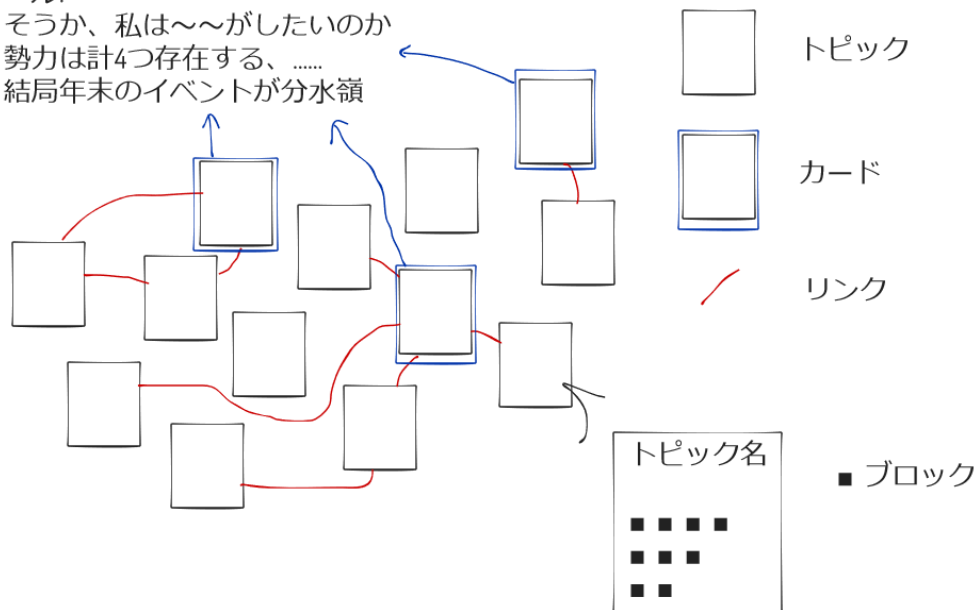 そうか、私は〜〜がしたいのか
勢力は計4つ存在する、……
結局年末のイベントが分水嶺
トピック
カード
リンク
トピック名
■ ブロック